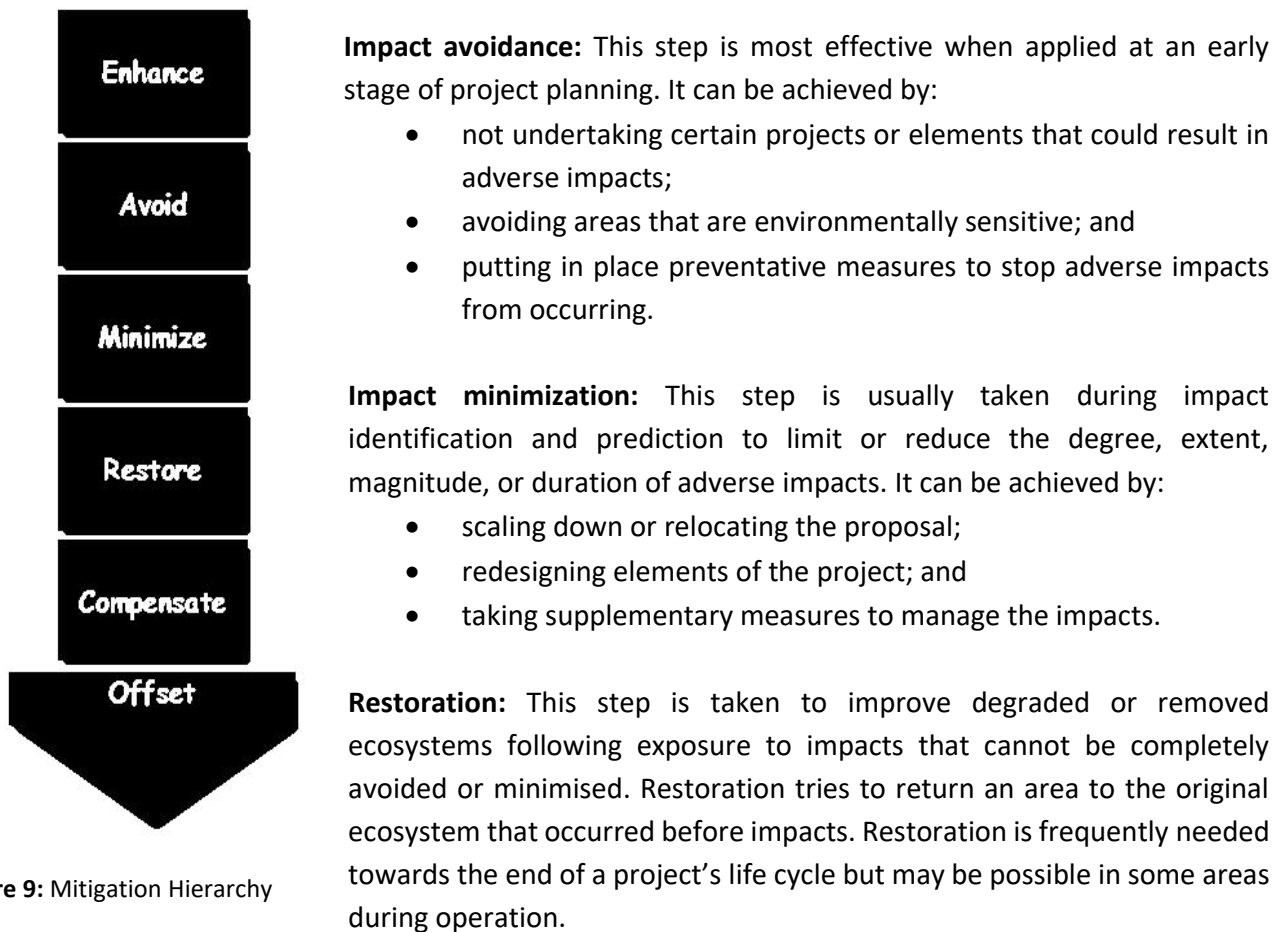 Enhance
Avoid
Minimize
Restore
Compensate
Offset
re 9: Mitigation Hierarchy
Impact avoidance: This step is most effective when applied at an early
stage of project planning. It can be achieved by:
• not undertaking certain projects or elements that could result in
adverse impacts;
• avoiding areas that are environmentally sensitive; and
• putting in place preventative measures to stop adverse impacts
from occurring.
Impact minimization: This step is usually taken during impact
identification and prediction to limit or reduce the degree, extent,
magnitude, or duration of adverse impacts. It can be achieved by:
• scaling down or relocating the proposal;
• redesigning elements of the project; and
• taking supplementary measures to manage the impacts.
Restoration: This step is taken to improve degraded or removed
ecosystems following exposure to impacts that cannot be completely
avoided or minimised. Restoration tries to return an area to the original
ecosystem that occurred before impacts. Restoration is frequently needed
towards the end of a project’s life cycle but may be possible in some areas
during operation.